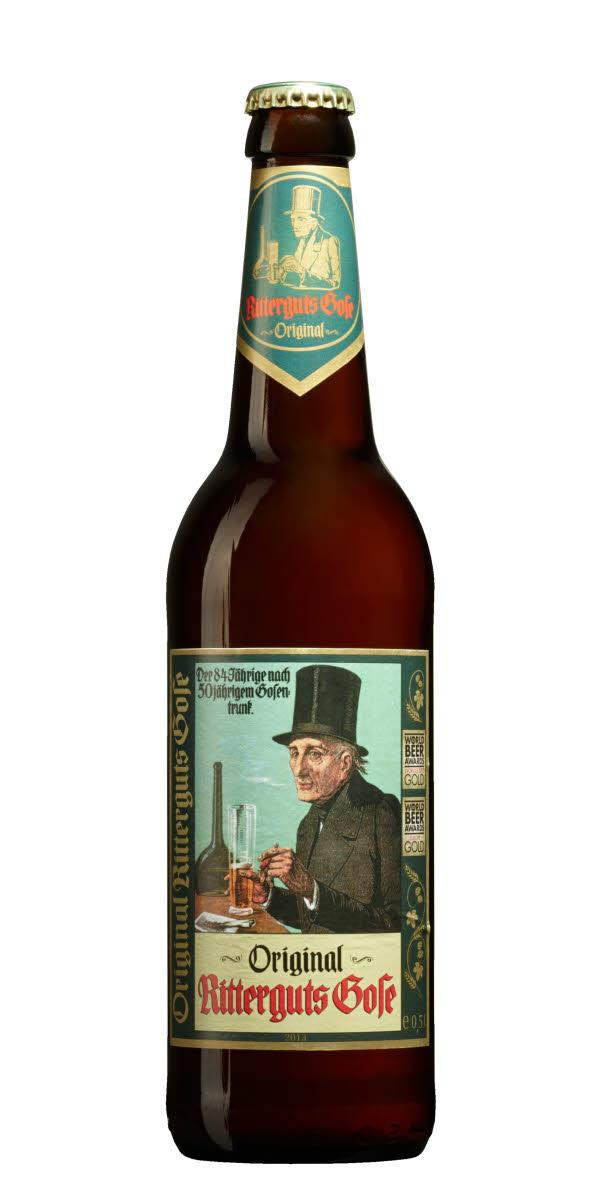 Ritterguts Goſe
Original
Der 84 Jährige nach
50 jährigem Goſen-
trunk.
Original Ritterguts Goſe
WORLD
BEER
AWARDS
GOLD
WORLD
BEER
AWARDS
GOLD
Original
Ritterguts Goſe
e 0,5
2013